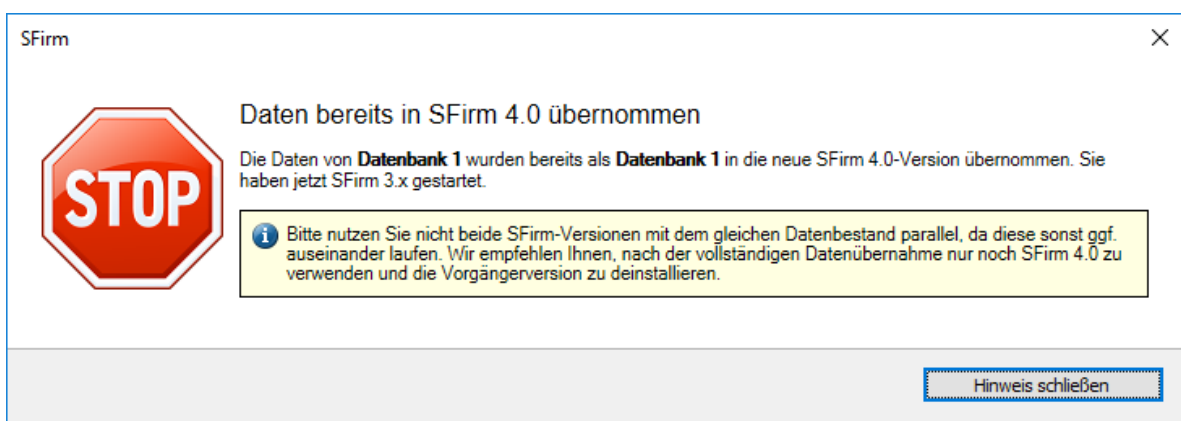 SFirm
Daten bereits in SFirm 4.0 übernommen
Die Daten von Datenbank 1 wurden bereits als Datenbank 1 in die neue SFirm 4.0-Version übernommen. Sie
haben jetzt SFirm 3.x gestartet.
STOP
Bitte nutzen Sie nicht beide SFirm-Versionen mit dem gleichen Datenbestand parallel, da diese sonst ggf.
auseinander laufen. Wir empfehlen Ihnen, nach der vollständigen Datenübernahme nur noch SFirm 4.0 zu
verwenden und die Vorgängerversion zu deinstallieren.
Hinweis schließen